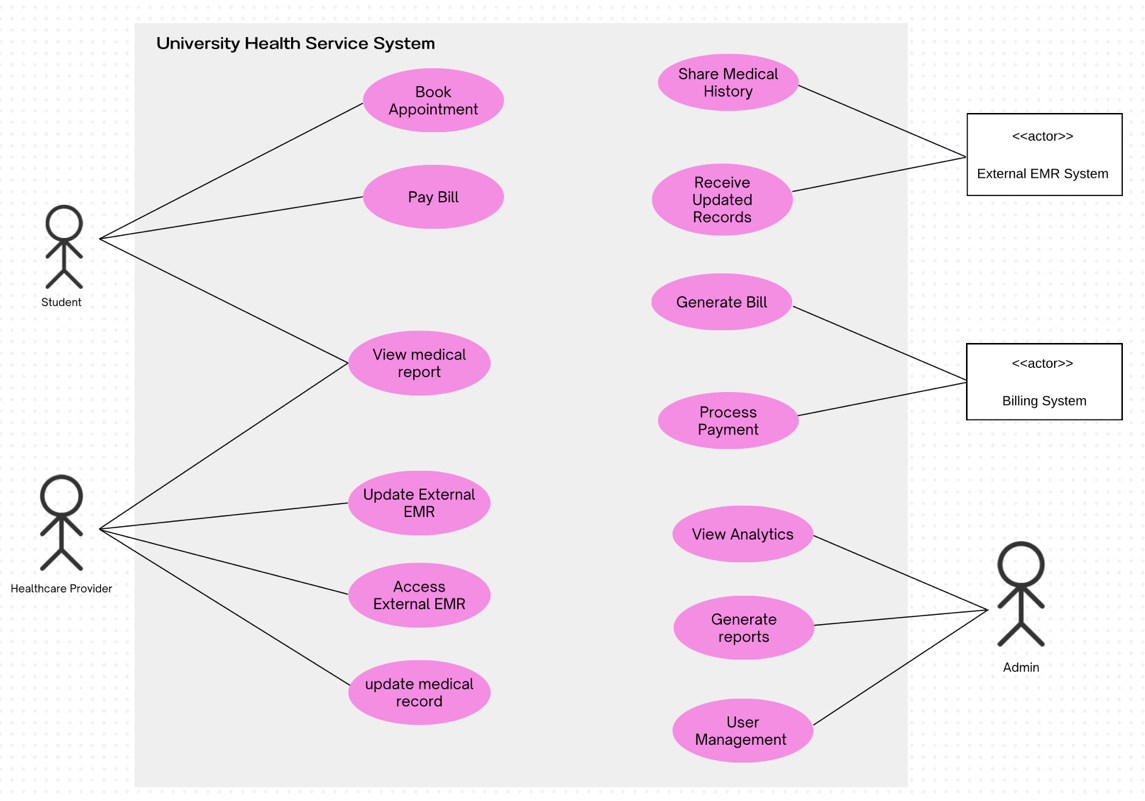 University Health Service System
Book
Appointment
Pay Bill
View medical
report
Update External
EMR
Access
External EMR
update medical
record
Share Medical
History
Receive
Updated
Records
Generate Bill
Process
Payment
View Analytics
Generate
reports
User
Management
Student
Healthcare Provider
<<actor>>
External EMR System
<<actor>>
Billing System
Admin